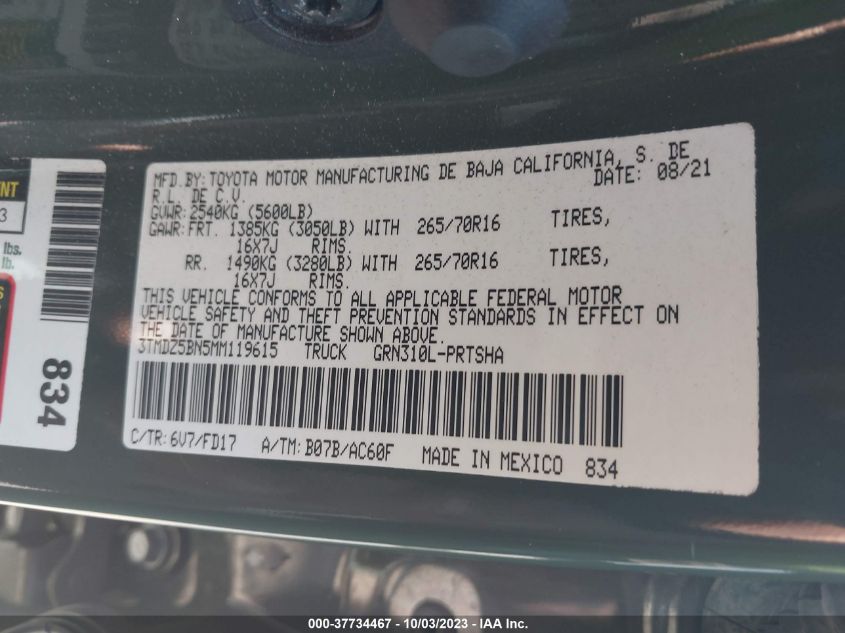 MFD.BY: TOYOTA MOTOR MANUFACTURING DE BAJA CALIFORNIA, S. DE
R.L. DE C.V. DATE: 08/21
GVWR: 2540KG (5600LB)
GAWR: FRT. 1385KG (3050LB) WITH 265/70R16 TIRES,
16X7J RIMS.
RR. 1490KG (3280LB) WITH 265/70R16 TIRES,
16X7J RIMS.
THIS VEHICLE CONFORMS TO ALL APPLICABLE FEDERAL MOTOR
VEHICLE SAFETY AND THEFT PREVENTION STANDARDS IN EFFECT ON
THE DATE OF MANUFACTURE SHOWN ABOVE.
3TMDZ5BN5MM119615 TRUCK GRN310L-PRTSHA
C/TR: 6V7/FD17 A/TM: B07B/AC60F MADE IN MEXICO 834
NT
3
lbs.
lb.
S
834
000-37734467 - 10/03/2023 - IAA Inc.